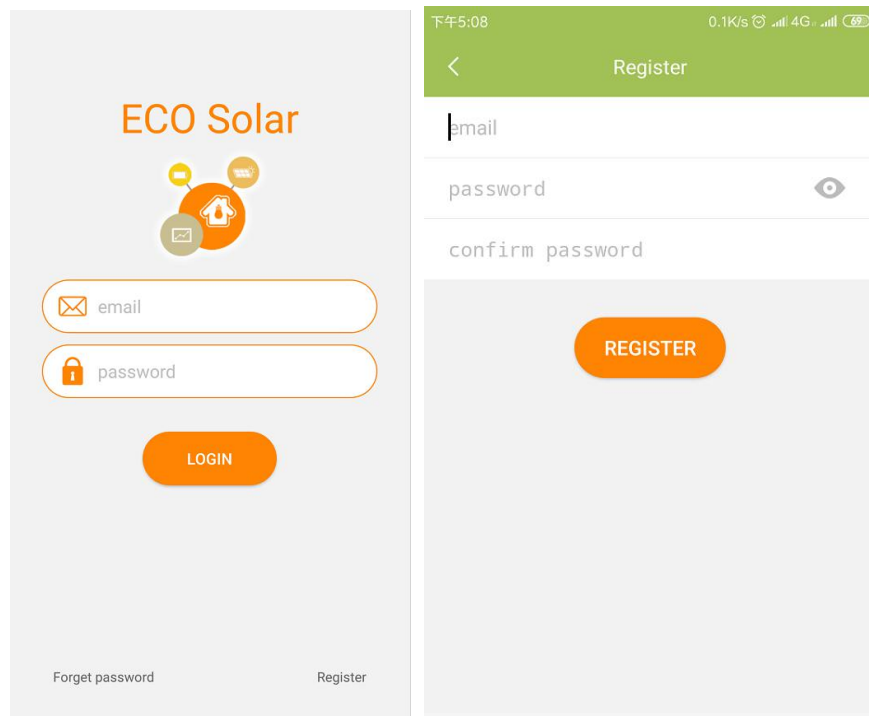 ECO Solar
email
password
LOGIN
Forget password
Register
下午5:08
0.1K/s
4G
69
Register
email
password
confirm password
REGISTER